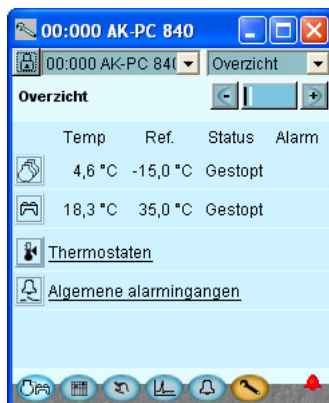 00:000 AK-PC 840
00:000 AK-PC 84( Overzicht
Overzicht
Temp Ref. Status Alarm
4,6 °C -15,0 °C Gestopt
18,3 °C 35,0 °C Gestopt
Thermostaten
Algemene alarmingangen